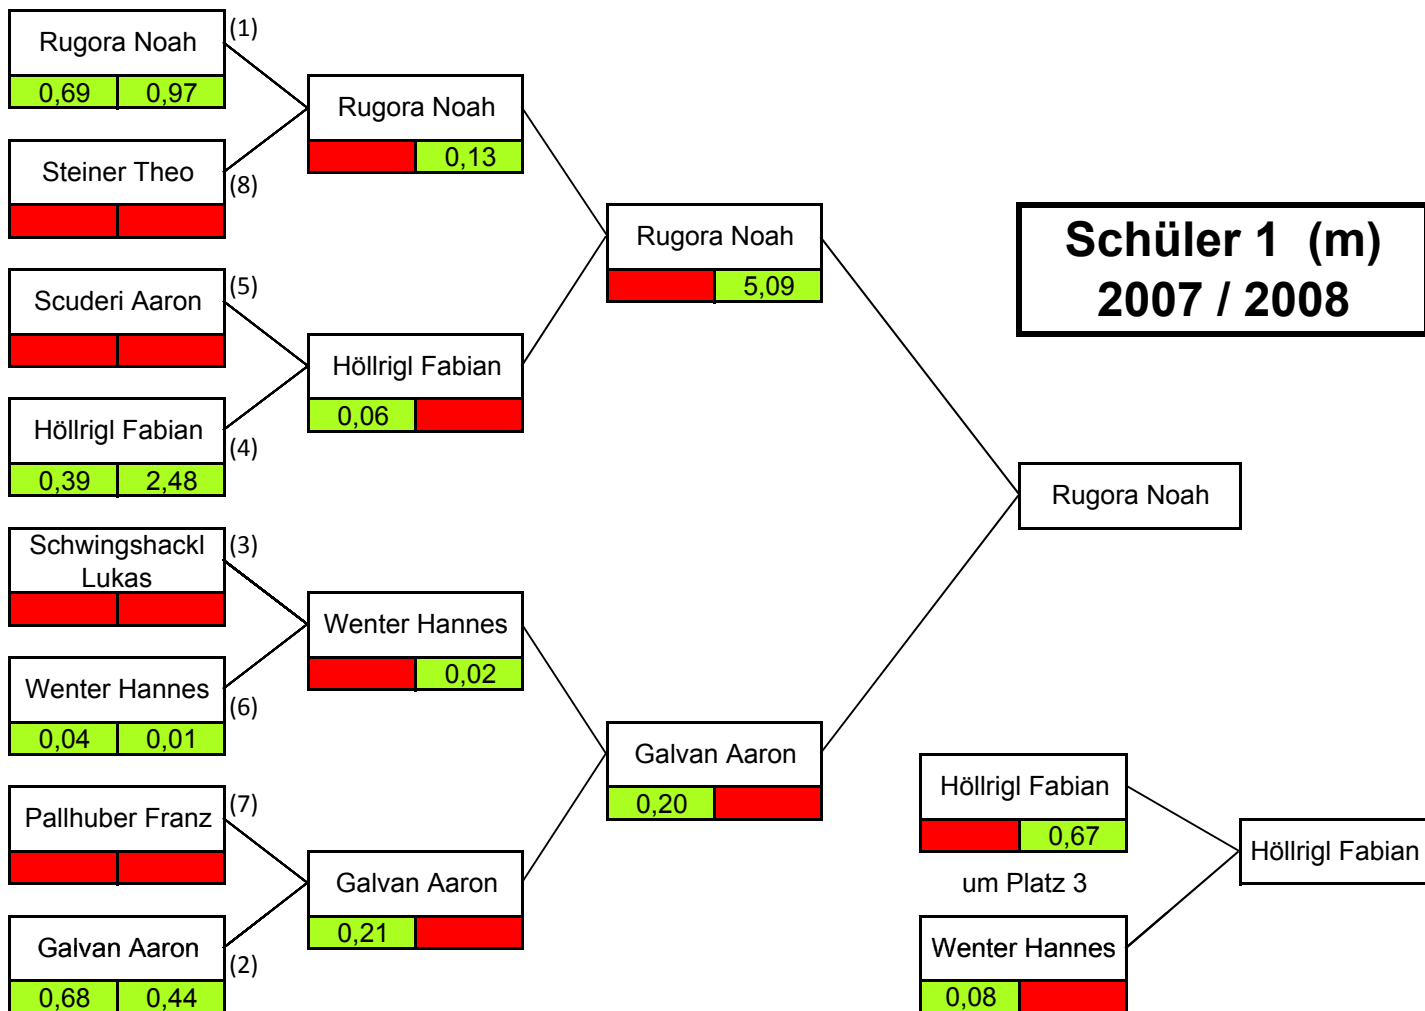 Rugora Noah
(1)
0,69 0,97
Steiner Theo
(8)
Scuderi Aaron
(5)
Höllrigl Fabian
(4)
0,39 2,48
Schwingshackl
Lukas
(3)
Wenter Hannes
(6)
0,04 0,01
Pallhuber Franz
(7)
Galvan Aaron
(2)
0,68 0,44
Rugora Noah
0,13
Höllrigl Fabian
0,06
Wenter Hannes
0,02
Galvan Aaron
0,21
Rugora Noah
5,09
Galvan Aaron
0,20
Schüler 1 (m)
2007 / 2008
Rugora Noah
Höllrigl Fabian
0,67
um Platz 3
Wenter Hannes
0,08
Höllrigl Fabian